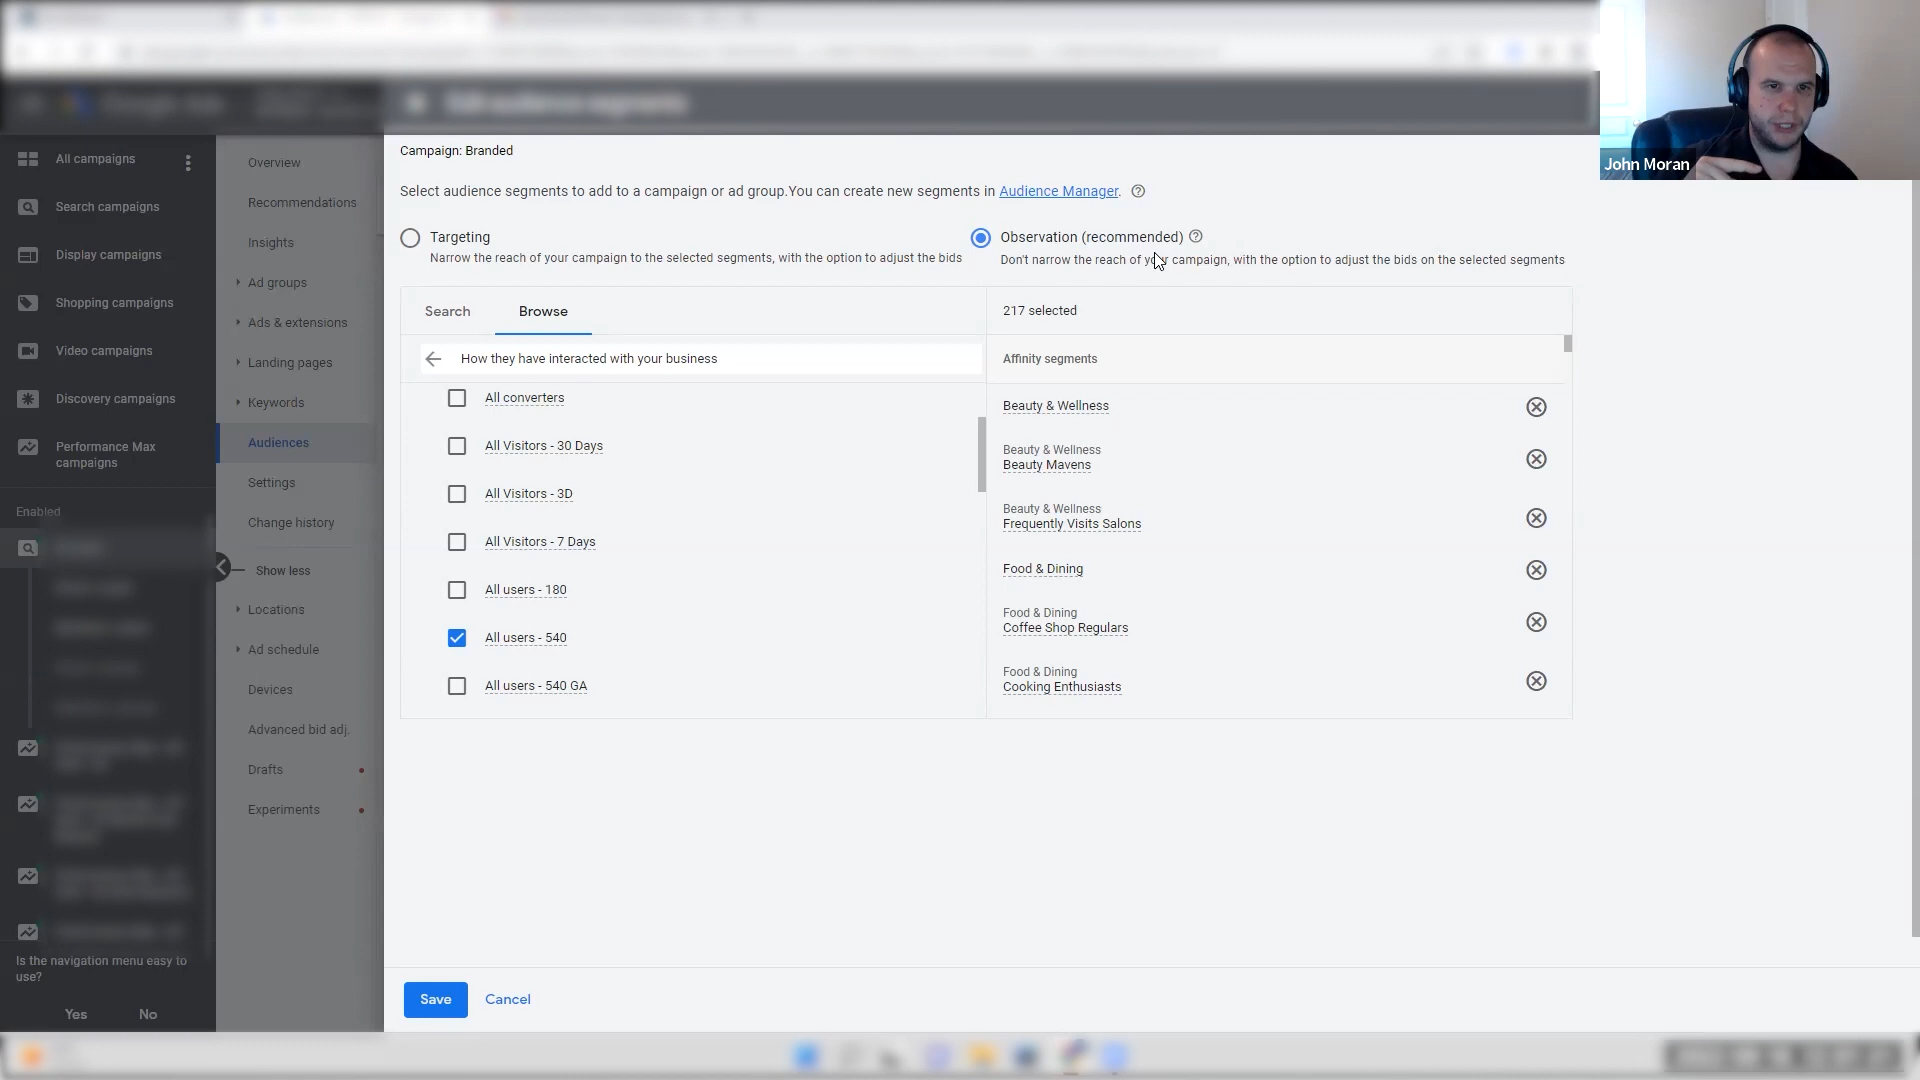 All campaigns
Search campaigns
Display campaigns
Shopping campaigns
Video campaigns
Discovery campaigns
Performance Max
campaigns
Enabled
Is the navigation menu easy to
use?
Yes
No
Overview
Recommendations
Insights
Ad groups
Ads & extensions
Landing pages
Keywords
Audiences
Settings
Change history
Show less
Locations
Ad schedule
Devices
Advanced bid adj.
Drafts
Experiments
Edit audience segments
Campaign: Branded
Select audience segments to add to a campaign or ad group.You can create new segments in Audience Manager.
Targeting
Narrow the reach of your campaign to the selected segments, with the option to adjust the bids
Observation (recommended)
Don't narrow the reach of your campaign, with the option to adjust the bids on the selected segments
Search
Browse
How they have interacted with your business
All converters
All Visitors - 30 Days
All Visitors - 3D
All Visitors - 7 Days
All users - 180
All users - 540
All users - 540 GA
217 selected
Affinity segments
Beauty & Wellness
Beauty & Wellness
Beauty Mavens
Beauty & Wellness
Frequently Visits Salons
Food & Dining
Food & Dining
Coffee Shop Regulars
Food & Dining
Cooking Enthusiasts
Save
Cancel
John Moran